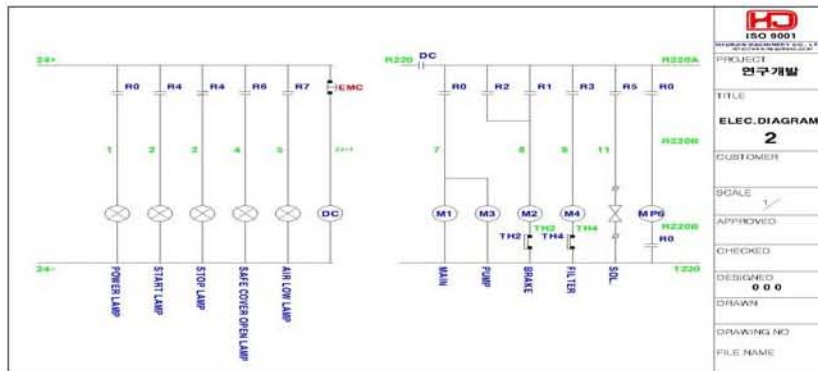 24+
R0
R4
R4
R6
R7
EMC
1
2
3
4
5
DC
24-
POWER LAMP
START LAMP
STOP LAMP
SAFE COVER OPEN LAMP
AIR LOW LAMP
R220
DC
R220A
R0
R2
R1
R3
R5
R0
7
8
9
11
R220B
M1
M3
M2
M4
MP6
TH2
TH4
TH2
TH4
R220B
R0
T220
MAIN
PUMP
BRAKE
FILTER
SOL.
HJ
ISO 9001
PROJECT
연구개발
TITLE
ELEC.DIAGRAM
2
CUSTOMER
SCALE
1/
APPROVED
CHECKED
DESIGNED
0 0 0
DRAWN
DRAWING NO
FILE NAME